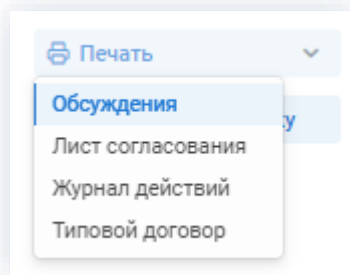 Печать
Обсуждения
Лист согласования
Журнал действий
Типовой договор